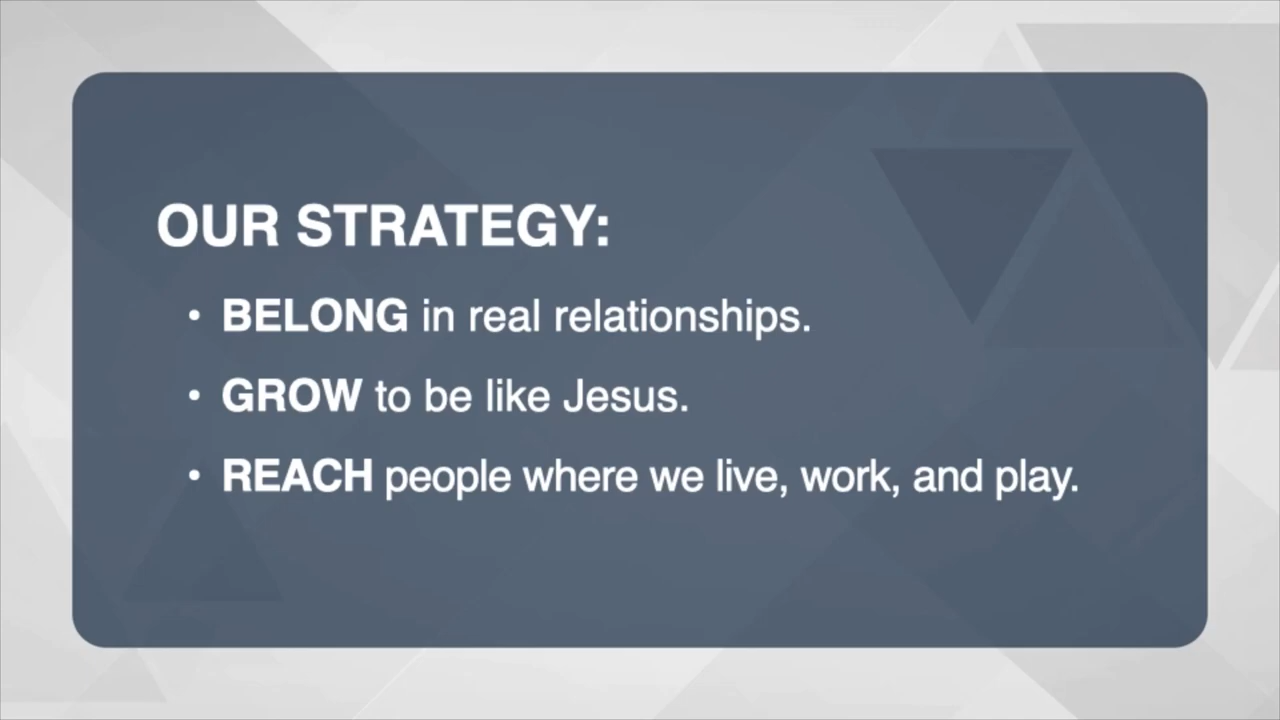 OUR STRATEGY:
• BELONG in real relationships.
• GROW to be like Jesus.
• REACH people where we live, work, and play.